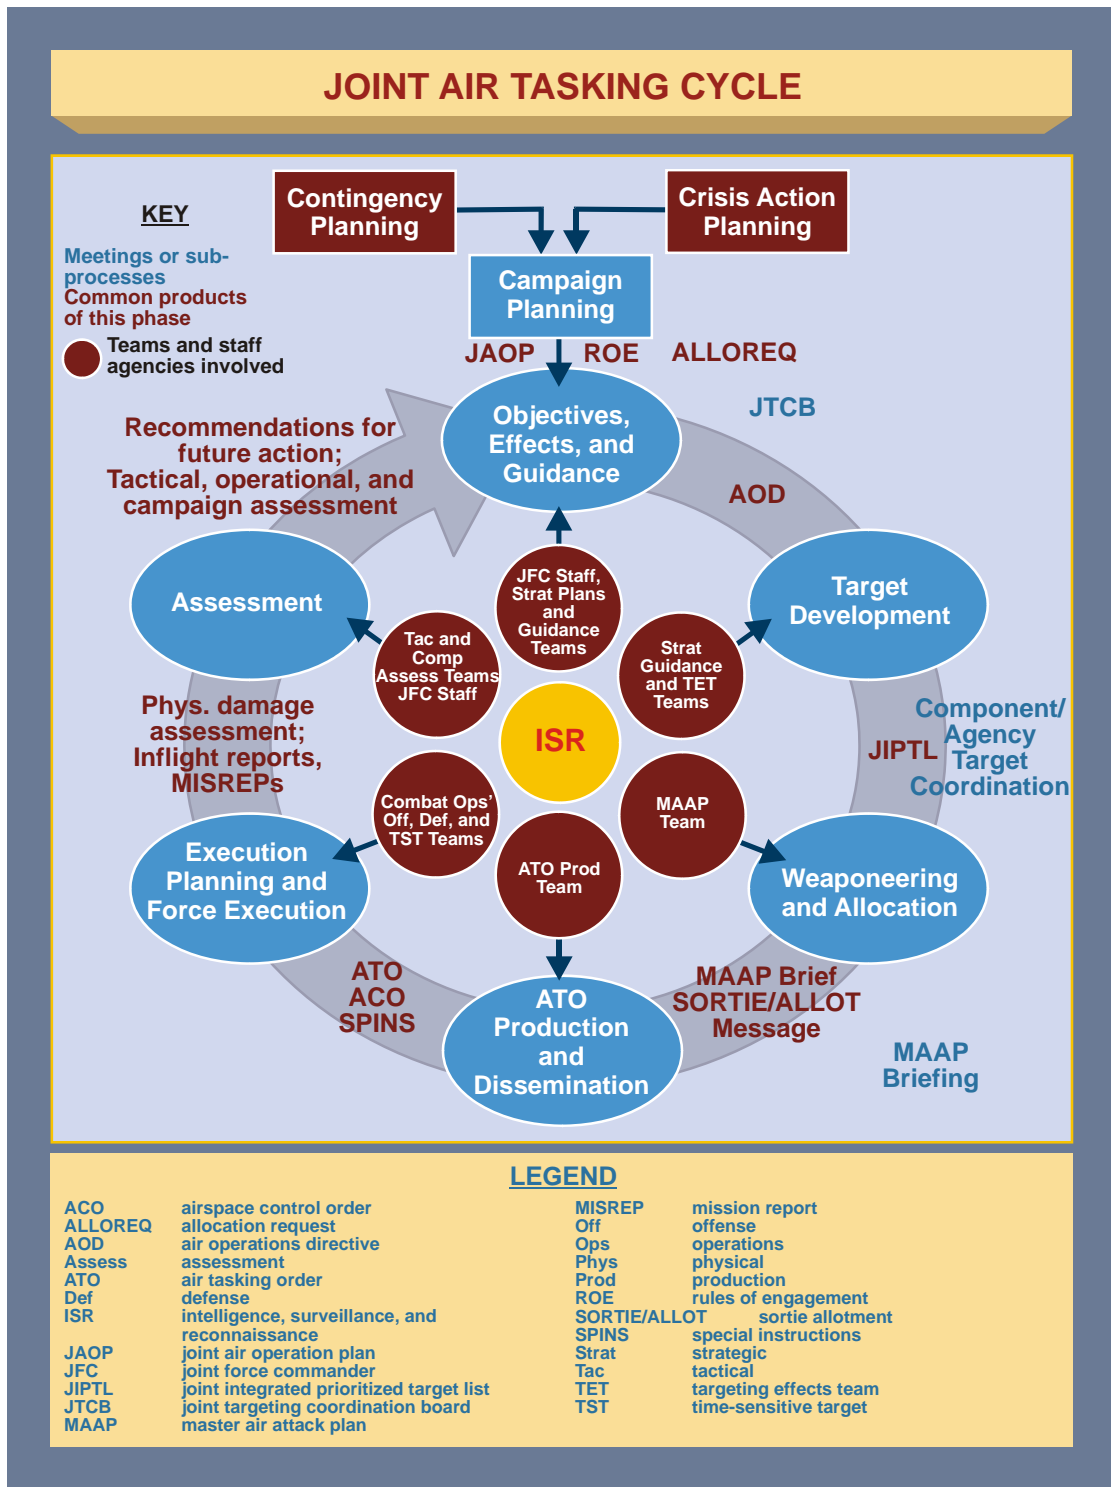 JOINT AIR TASKING CYCLE
Contingency
Planning
Crisis Action
Planning
KEY
Meetings or sub-
processes
Common products
of this phase
Teams and staff
agencies involved
Campaign
Planning
JAOP
ROE
ALLOREQ
JTCB
Objectives,
Effects, and
Guidance
Recommendations for
future action;
Tactical, operational, and
campaign assessment
AOD
Assessment
Target
Development
JFC Staff,
Strat Plans
and
Guidance
Teams
Tac and
Comp
Assess Teams
JFC Staff
Strat
Guidance
and TET
Teams
ISR
Phys. damage
assessment;
Inflight reports,
MISREPs
JIPTL
Component/
Agency
Target
Coordination
Combat Ops’
Off, Def, and
TST Teams
MAAP
Team
ATO Prod
Team
Execution
Planning and
Force Execution
Weaponeering
and Allocation
ATO
ACO
SPINS
MAAP Brief
SORTIE/ALLOT
Message
ATO
Production
and
Dissemination
MAAP
Briefing
LEGEND
ACO airspace control order
ALLOREQ allocation request
AOD air operations directive
Assess assessment
ATO air tasking order
Def defense
ISR intelligence, surveillance, and
reconnaissance
JAOP joint air operation plan
JFC joint force commander
JIPTL joint integrated prioritized target list
JTCB joint targeting coordination board
MAAP master air attack plan
MISREP mission report
Off offense
Ops operations
Phys physical
Prod production
ROE rules of engagement
SORTIE/ALLOT sortie allotment
SPINS special instructions
Strat strategic
Tac tactical
TET targeting effects team
TST time-sensitive target